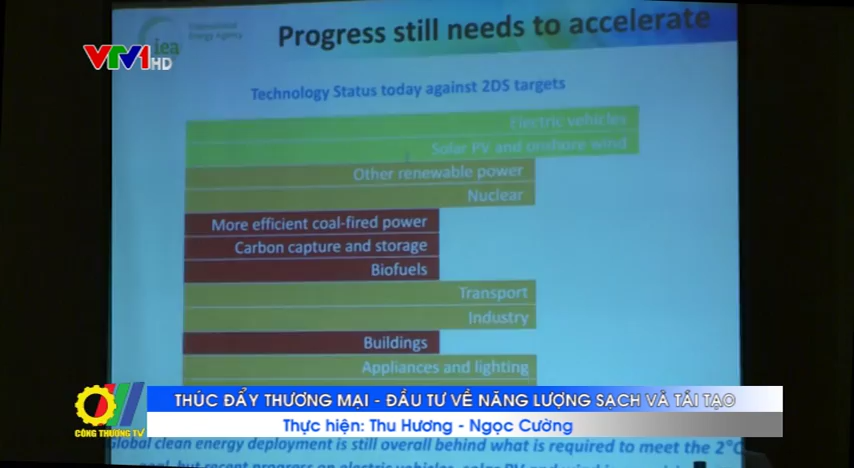 iea
International
Energy Agency
Progress still needs to accelerate
VTV1
HD
Technology Status today against 2DS targets
Electric vehicles
Solar PV and onshore wind
Other renewable power
Nuclear
More efficient coal-fired power
Carbon capture and storage
Biofuels
Transport
Industry
Buildings
Appliances and lighting
THÚC ĐẨY THƯƠNG MẠI - ĐẦU TƯ VỀ NĂNG LƯỢNG SẠCH VÀ TÁI TẠO
Thực hiện: Thu Hương - Ngọc Cường
CÔNG THƯƠNG TV
Global clean energy deployment is still overall behind what is required to meet the 2°C
but recent progress on electric vehicles, solar PV and wind